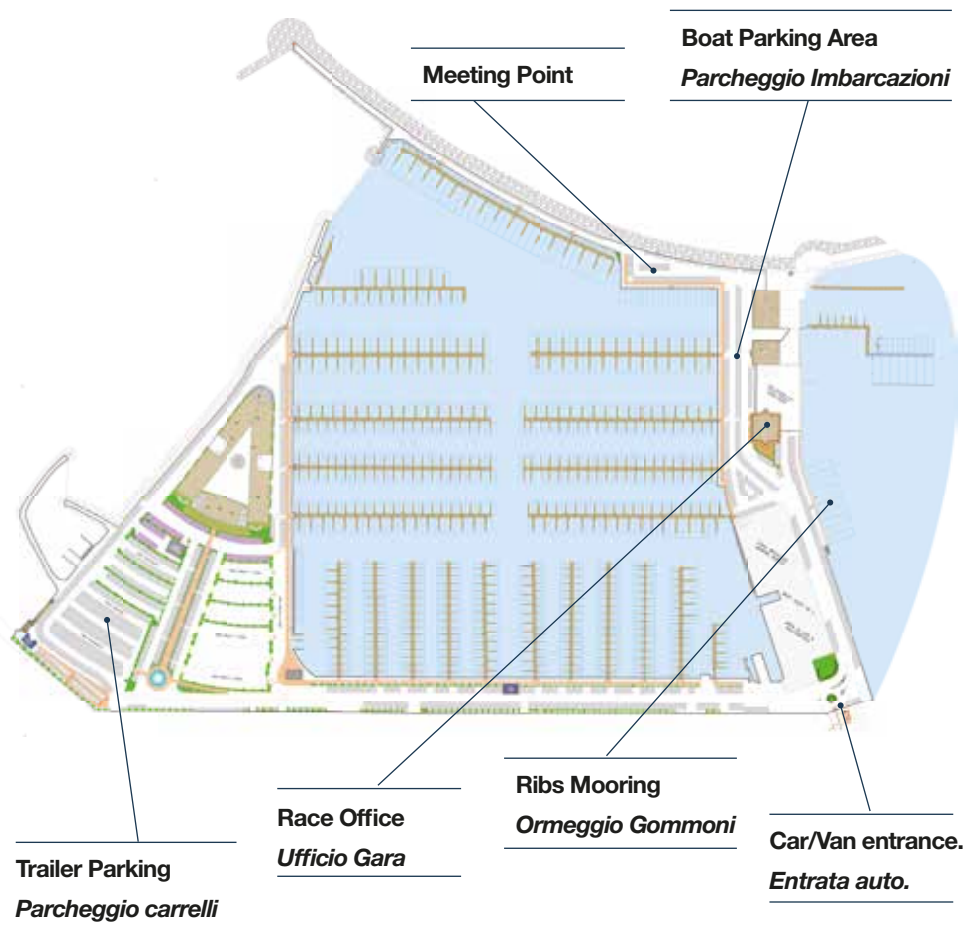 Boat Parking Area
Parcheggio Imbarcazioni
Meeting Point
Ribs Mooring
Ormeggio Gommoni
Race Office
Ufficio Gara
Car/Van entrance.
Entrata auto.
Trailer Parking
Parcheggio carrelli